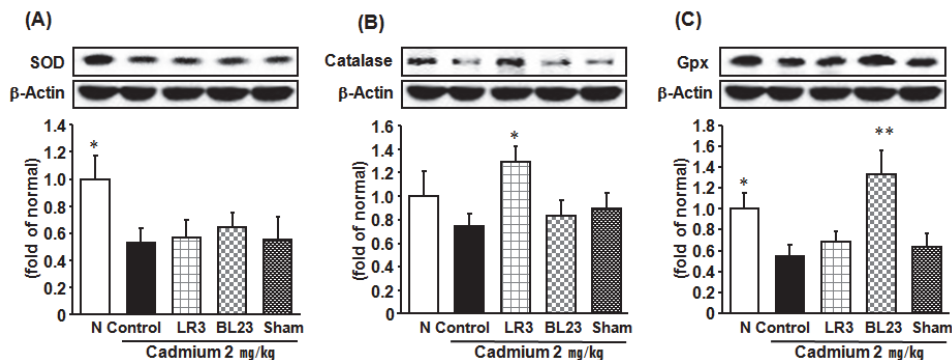 (A)
SOD
β-Actin
(fold of normal)
1.4
1.2
1.0
0.8
0.6
0.4
0.2
0
*
N Control LR3 BL23 Sham
Cadmium 2 mg/kg
(B)
Catalase
β-Actin
(fold of normal)
1.6
1.4
1.2
1.0
0.8
0.6
0.4
0.2
0
*
N Control LR3 BL23 Sham
Cadmium 2 mg/kg
(C)
Gpx
β-Actin
(fold of normal)
1.8
1.6
1.4
1.2
1.0
0.8
0.6
0.4
0.2
0
*
**
N Control LR3 BL23 Sham
Cadmium 2 mg/kg